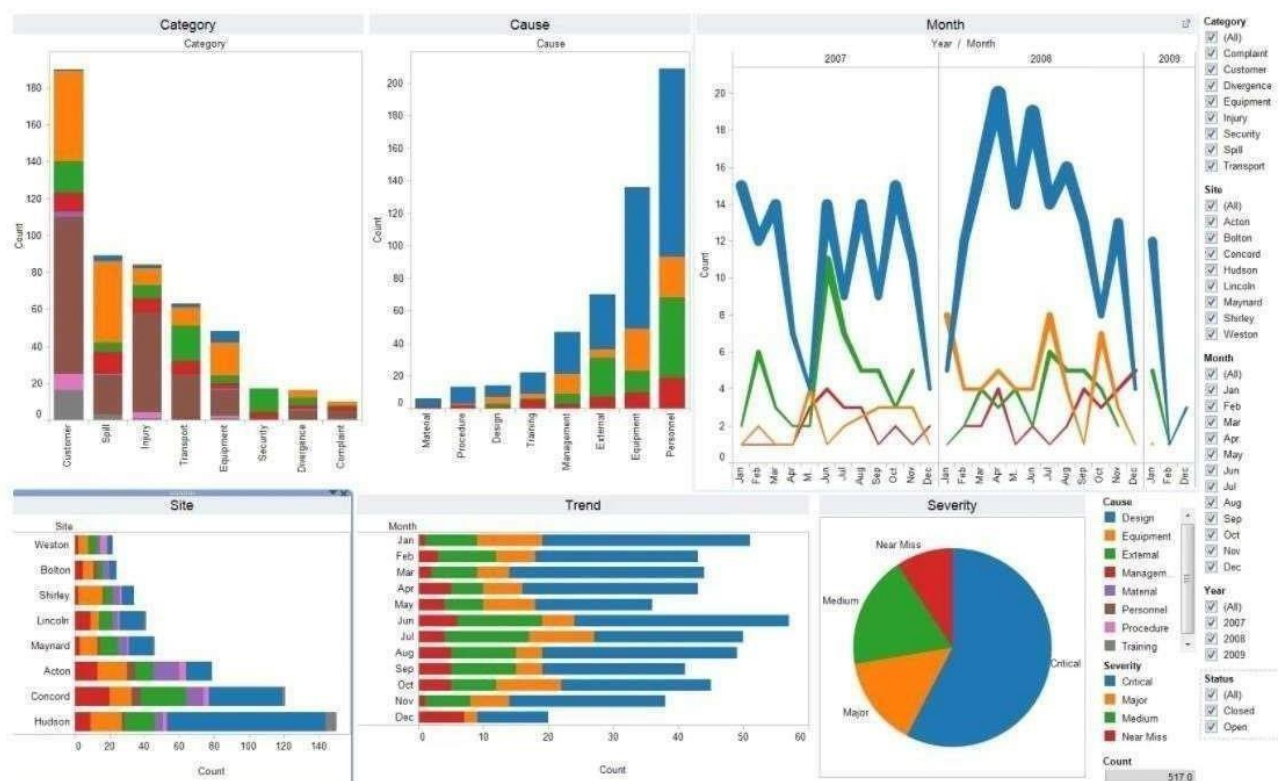 Category
Category
Count
180
160
140
120
100
80
60
40
20
0
Customer
Spill
Injury
Transport
Equipment
Security
Divergence
Complaint
Cause
Cause
Count
200
180
160
140
120
100
80
60
40
20
0
Material
Procedure
Design
Training
Management
External
Equipment
Personnel
Month
Year / Month
2007 2008 2009
Count
20
18
16
14
12
10
8
6
4
2
0
Jan Feb Mar Apr M.. Jun Jul Aug Sep Oct Nov Dec Jan Feb Mar Apr M.. Jun Jul Aug Sep Oct Nov Dec Jan Feb Dec
Category
(All)
Complaint
Customer
Divergence
Equipment
Injury
Security
Spill
Transport
Site
(All)
Acton
Bolton
Concord
Hudson
Lincoln
Maynard
Shirley
Weston
Month
(All)
Jan
Feb
Mar
Apr
May
Jun
Jul
Aug
Sep
Oct
Nov
Dec
Year
(All)
2007
2008
2009
Status
(All)
Closed
Open
Site
Site
Weston
Bolton
Shirley
Lincoln
Maynard
Acton
Concord
Hudson
0 20 40 60 80 100 120 140
Count
Trend
Month
Jan
Feb
Mar
Apr
May
Jun
Jul
Aug
Sep
Oct
Nov
Dec
0 10 20 30 40 50 60
Count
Severity
Near Miss
Medium
Major
Critical
Cause
Design
Equipment
External
Managem...
Material
Personnel
Procedure
Training
Severity
Critical
Major
Medium
Near Miss
Count
517.0